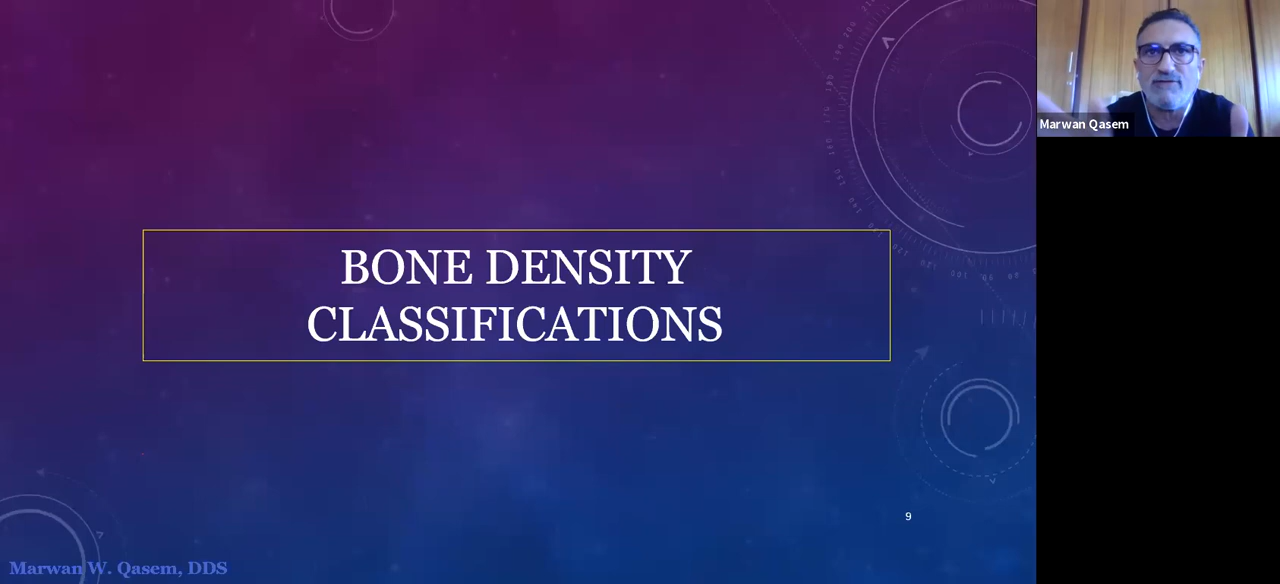 BONE DENSITY
CLASSIFICATIONS
9
Marwan W. Qasem, DDS
Marwan Qasem